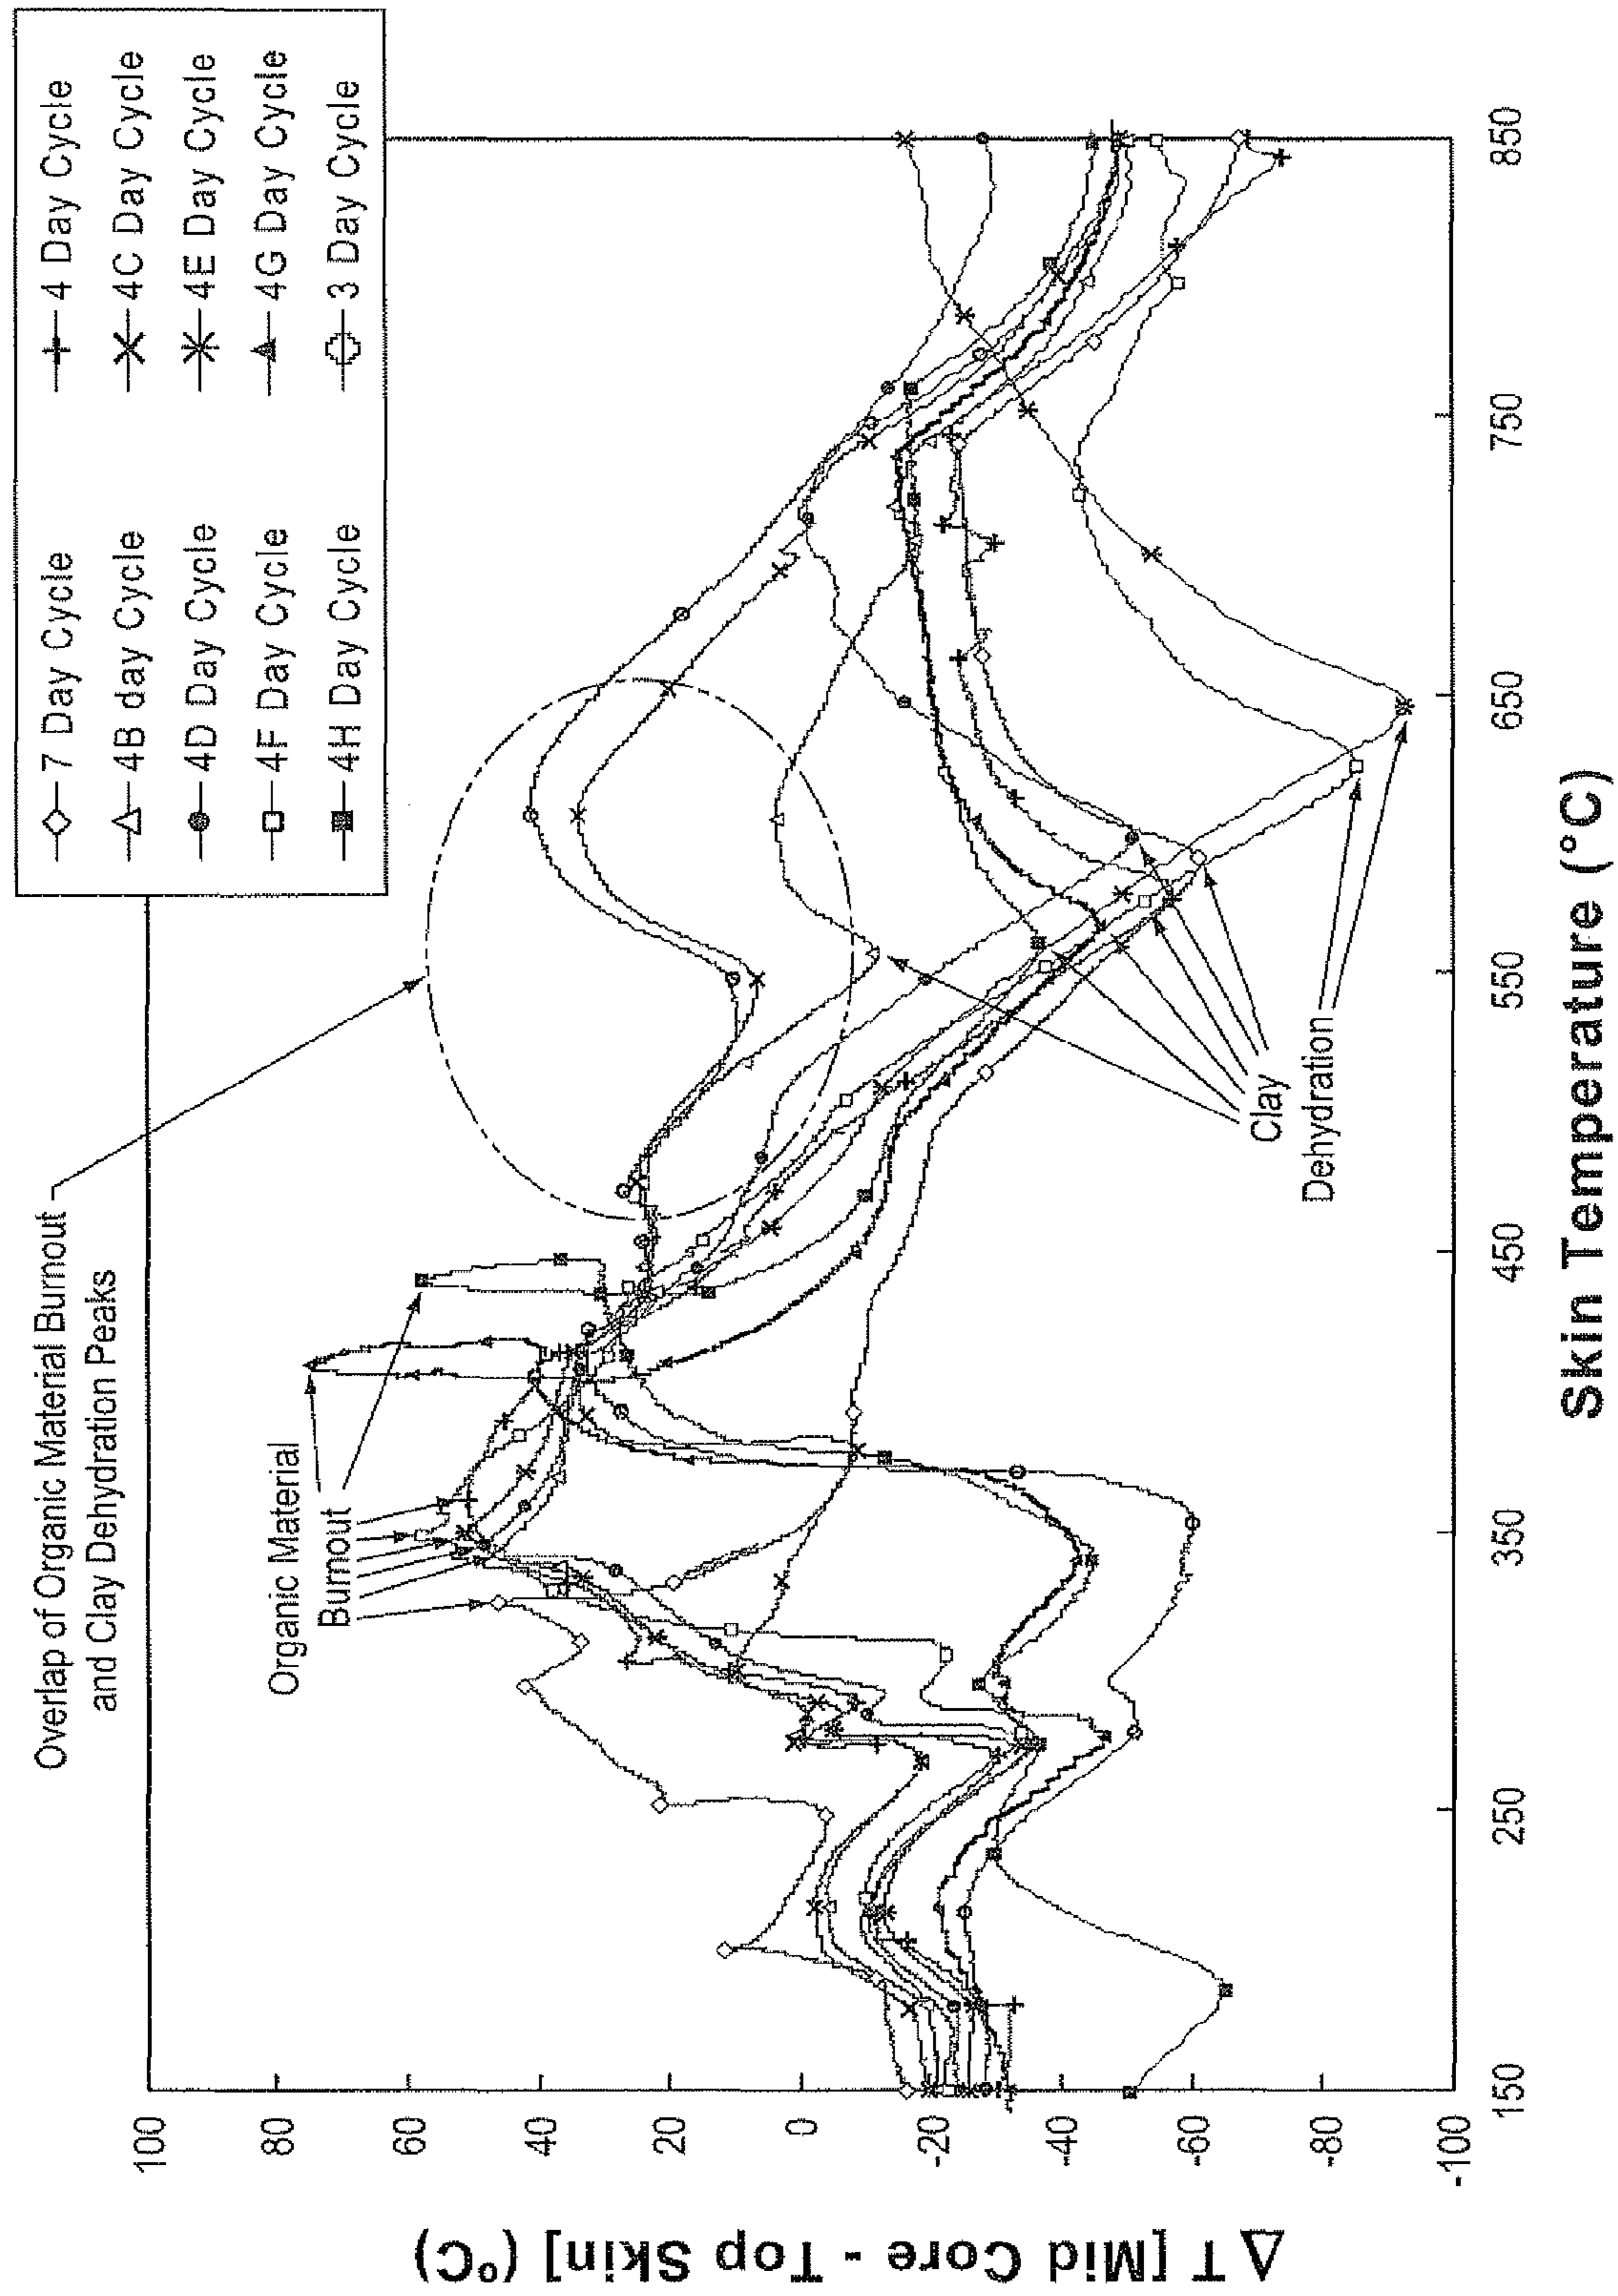 7 Day Cycle
4 Day Cycle
4B day Cycle
4C Day Cycle
4D Day Cycle
4E Day Cycle
4F Day Cycle
4G Day Cycle
4H Day Cycle
3 Day Cycle
Overlap of Organic Material Burnout
and Clay Dehydration Peaks
Organic Material
Burnout
Clay
Dehydration
100
80
60
40
20
0
-20
-40
-60
-80
-100
Δ T [Mid Core - Top Skin] (°C)
150
250
350
450
550
650
750
850
Skin Temperature (°C)